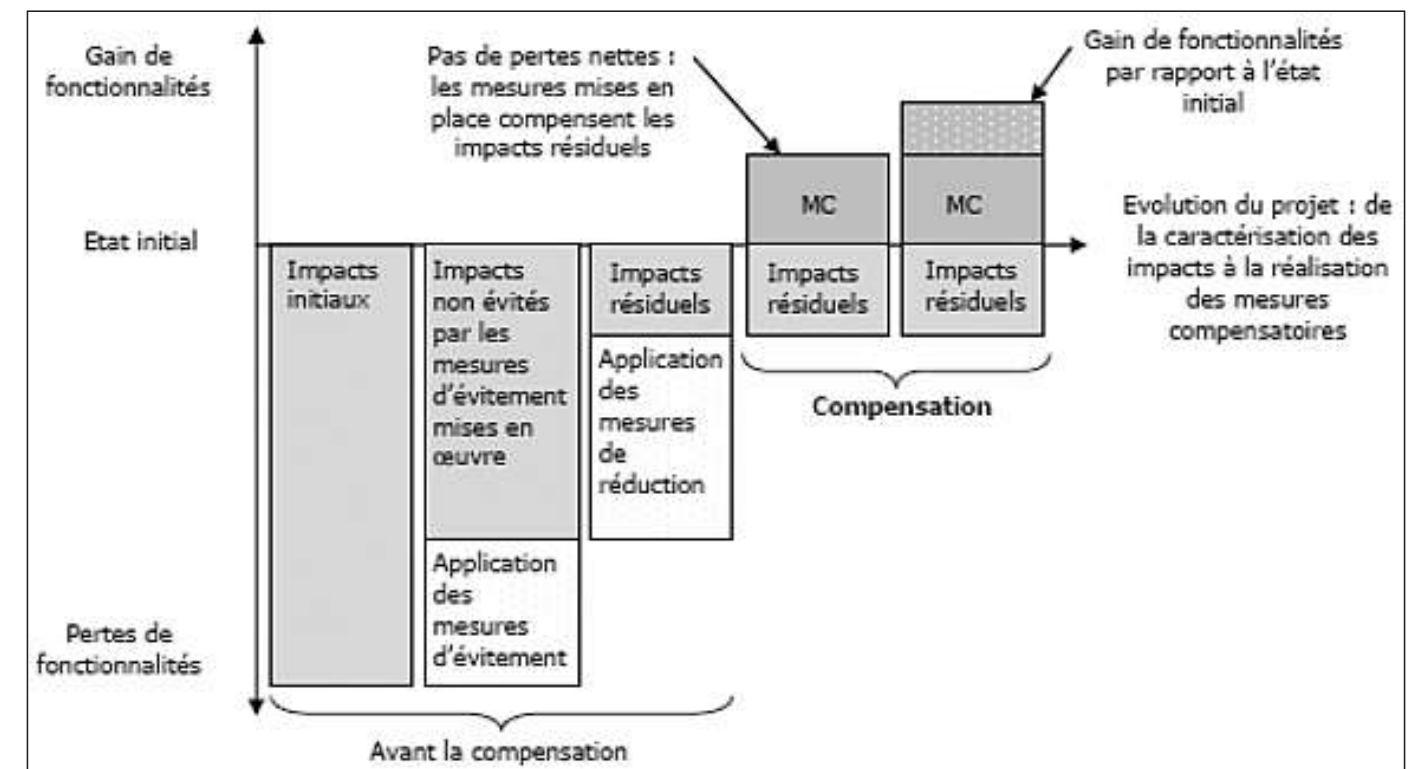 Gain de
fonctionnalités
Pas de pertes nettes :
les mesures mises en
place compensent les
impacts résiduels
Gain de fonctionnalités
par rapport à l'état
initial
MC
MC
Etat initial
Evolution du projet : de
la caractérisation des
impacts à la réalisation
des mesures
compensatoires
Impacts
initiaux
Impacts
non évités
par les
mesures
d'évitement
mises en
œuvre
Application
des
mesures
d'évitement
Impacts
résiduels
Application
des
mesures
de
réduction
Impacts
résiduels
Impacts
résiduels
Compensation
Pertes de
fonctionnalités
Avant la compensation